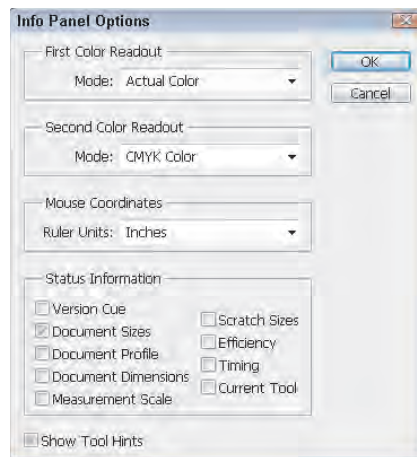 Info Panel Options
First Color Readout
Mode: Actual Color
OK
Cancel
Second Color Readout
Mode: CMYK Color
Mouse Coordinates
Ruler Units: Inches
Status Information
Version Cue
Document Sizes
Document Profile
Document Dimensions
Measurement Scale
Scratch Sizes
Efficiency
Timing
Current Tool
Show Tool Hints